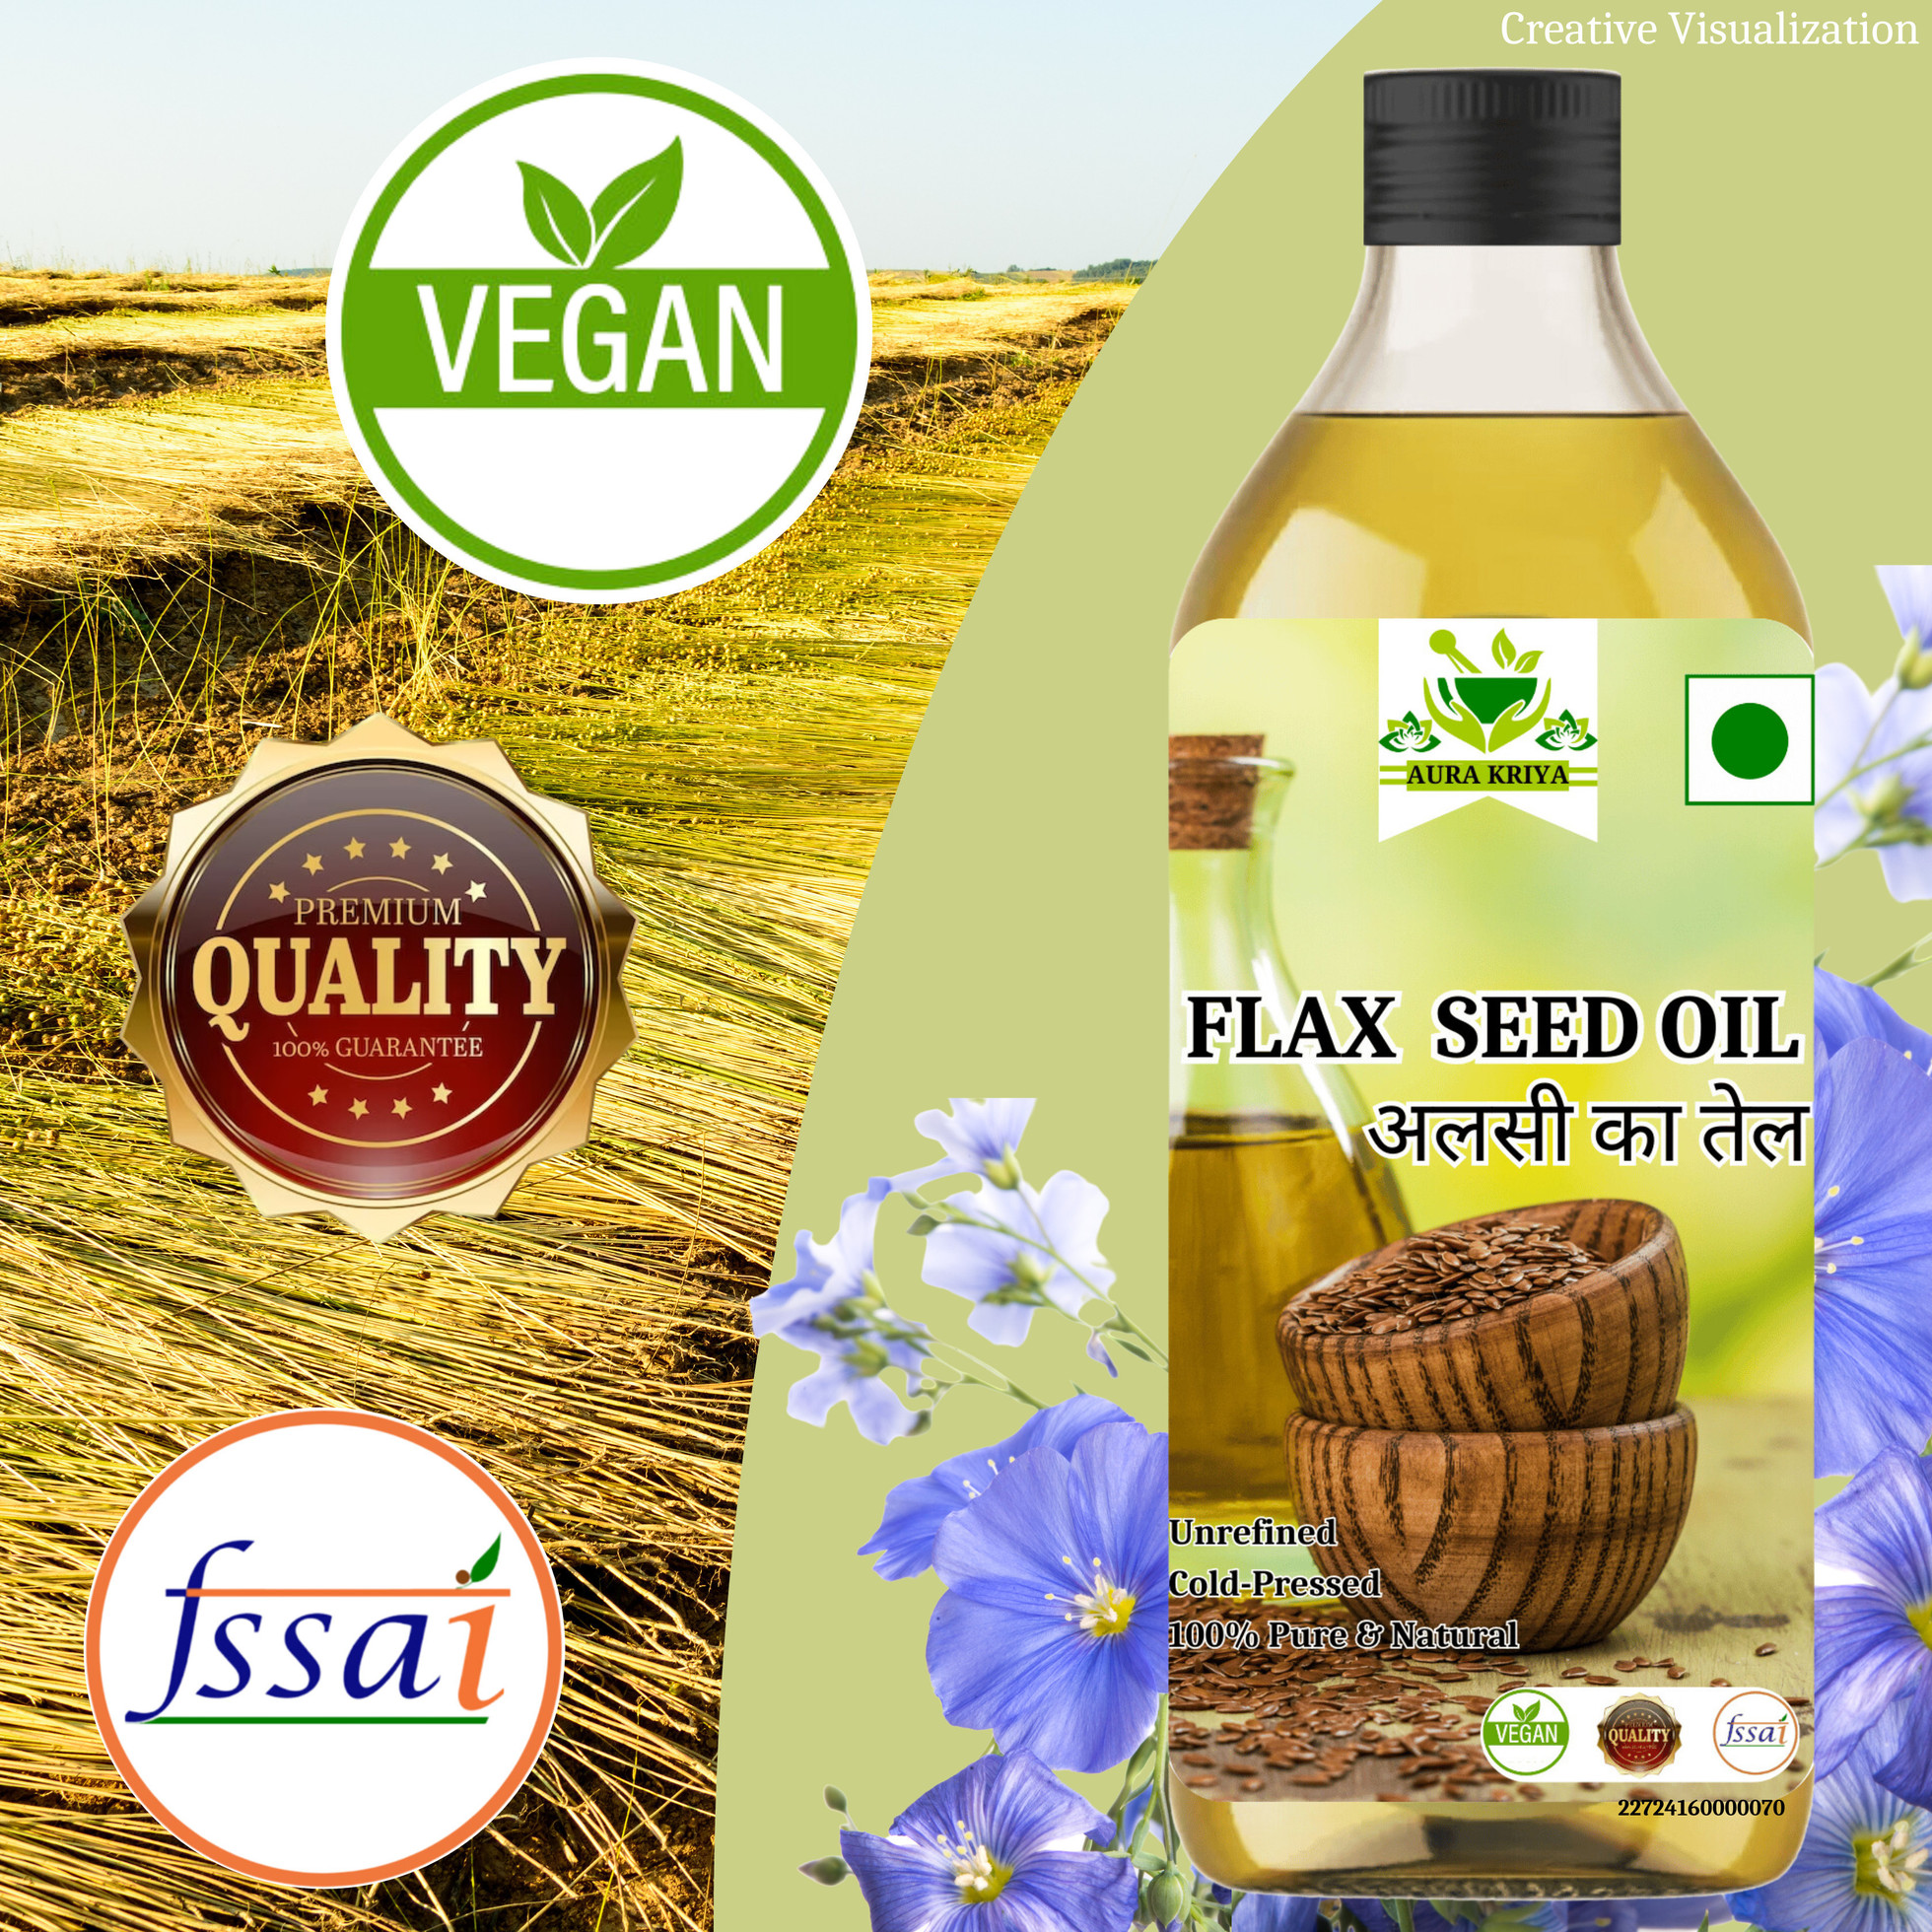 Creative Visualization
VEGAN
PREMIUM
QUALITY
100% GUARANTEE
fssai
AURA KRIYA
FLAX SEED OIL
अलसी का तेल
Unrefined
Cold-Pressed
100% Pure & Natural
VEGAN
QUALITY
fssai
22724160000070